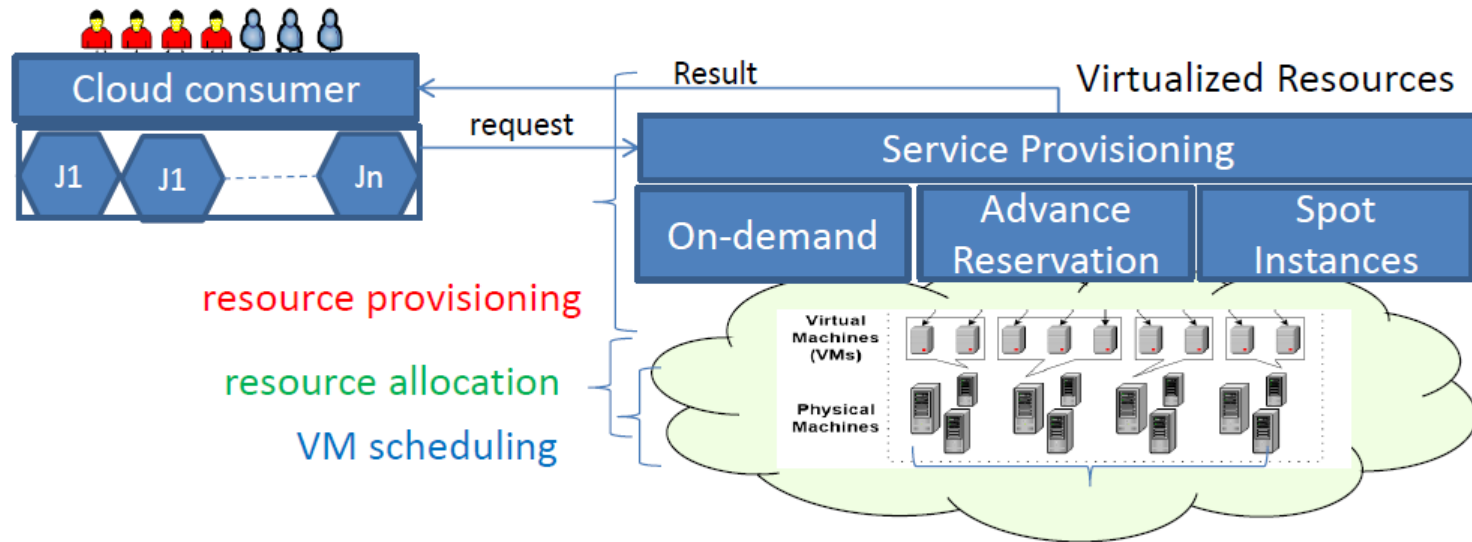 Cloud consumer
J1
J1
Jn
Result
request
Virtualized Resources
Service Provisioning
On-demand
Advance
Reservation
Spot
Instances
resource provisioning
resource allocation
VM scheduling
Virtual
Machines
(VMs)
Physical
Machines